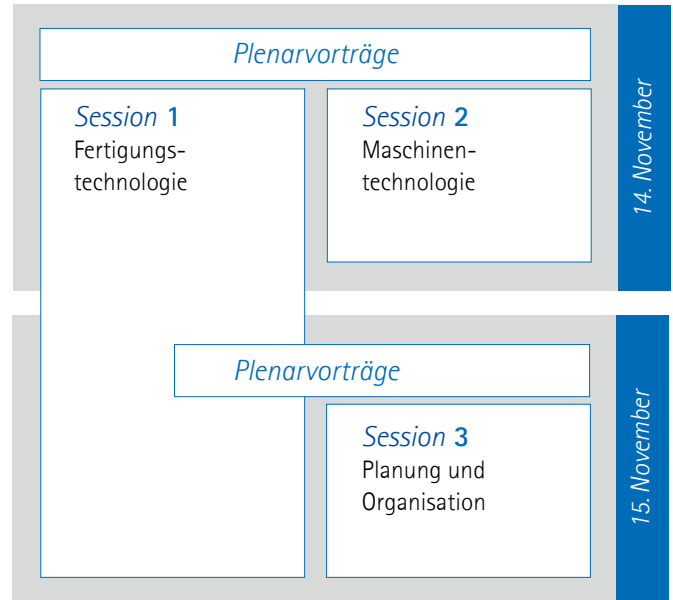 Plenarvorträge
Session 1
Fertigungs-
technologie
Session 2
Maschinen-
technologie
14. November
Plenarvorträge
Session 3
Planung und
Organisation
15. November